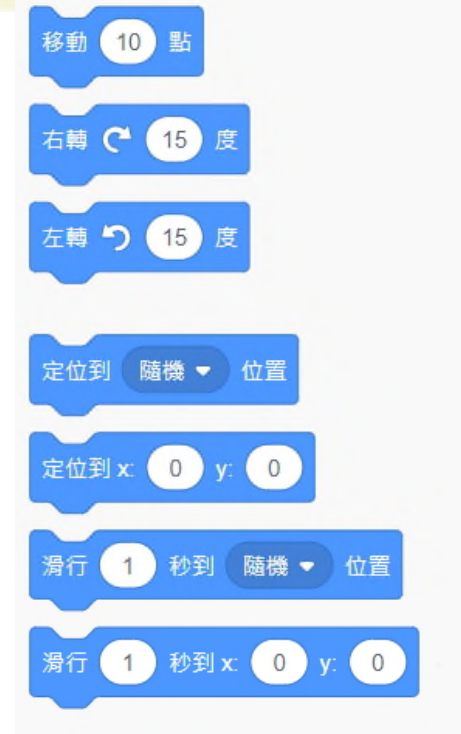 移動 10 點
右轉 15 度
左轉 15 度
定位到 隨機 位置
定位到 x: 0 y: 0
滑行 1 秒到 隨機 位置
滑行 1 秒到 x: 0 y: 0